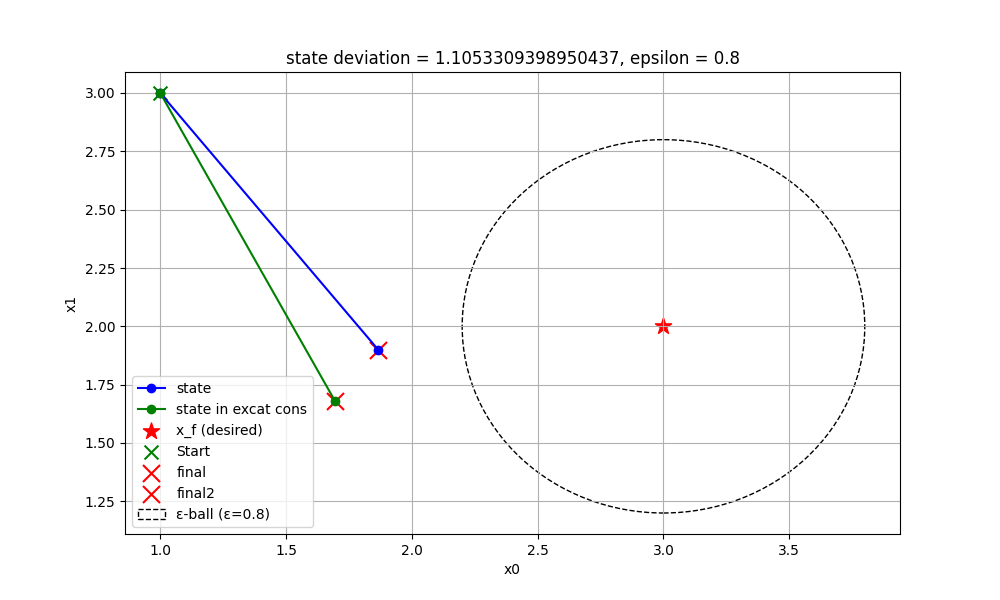 state deviation = 1.1053309398950437, epsilon = 0.8
x1
3.00
2.75
2.50
2.25
2.00
1.75
1.50
1.25
state
state in excat cons
x_f (desired)
Start
final
final2
ε-ball (ε=0.8)
1.0
1.5
2.0
2.5
3.0
3.5
x0